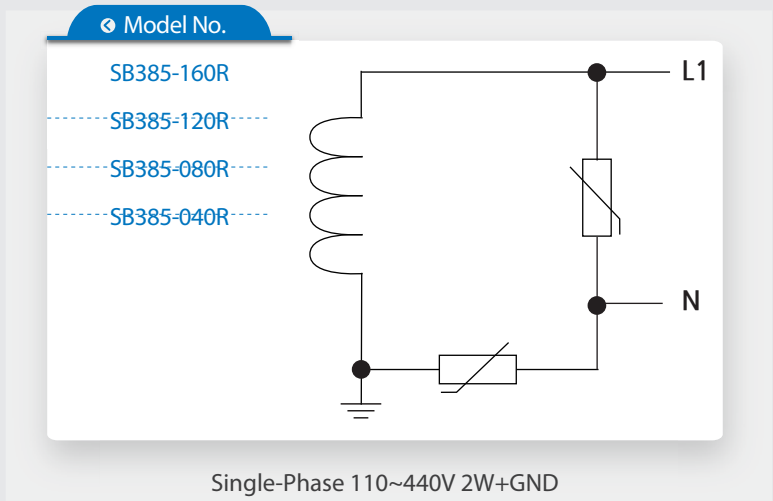 Model No.
SB385-160R
SB385-120R
SB385-080R
SB385-040R
L1
N
Single-Phase 110~440V 2W+GND